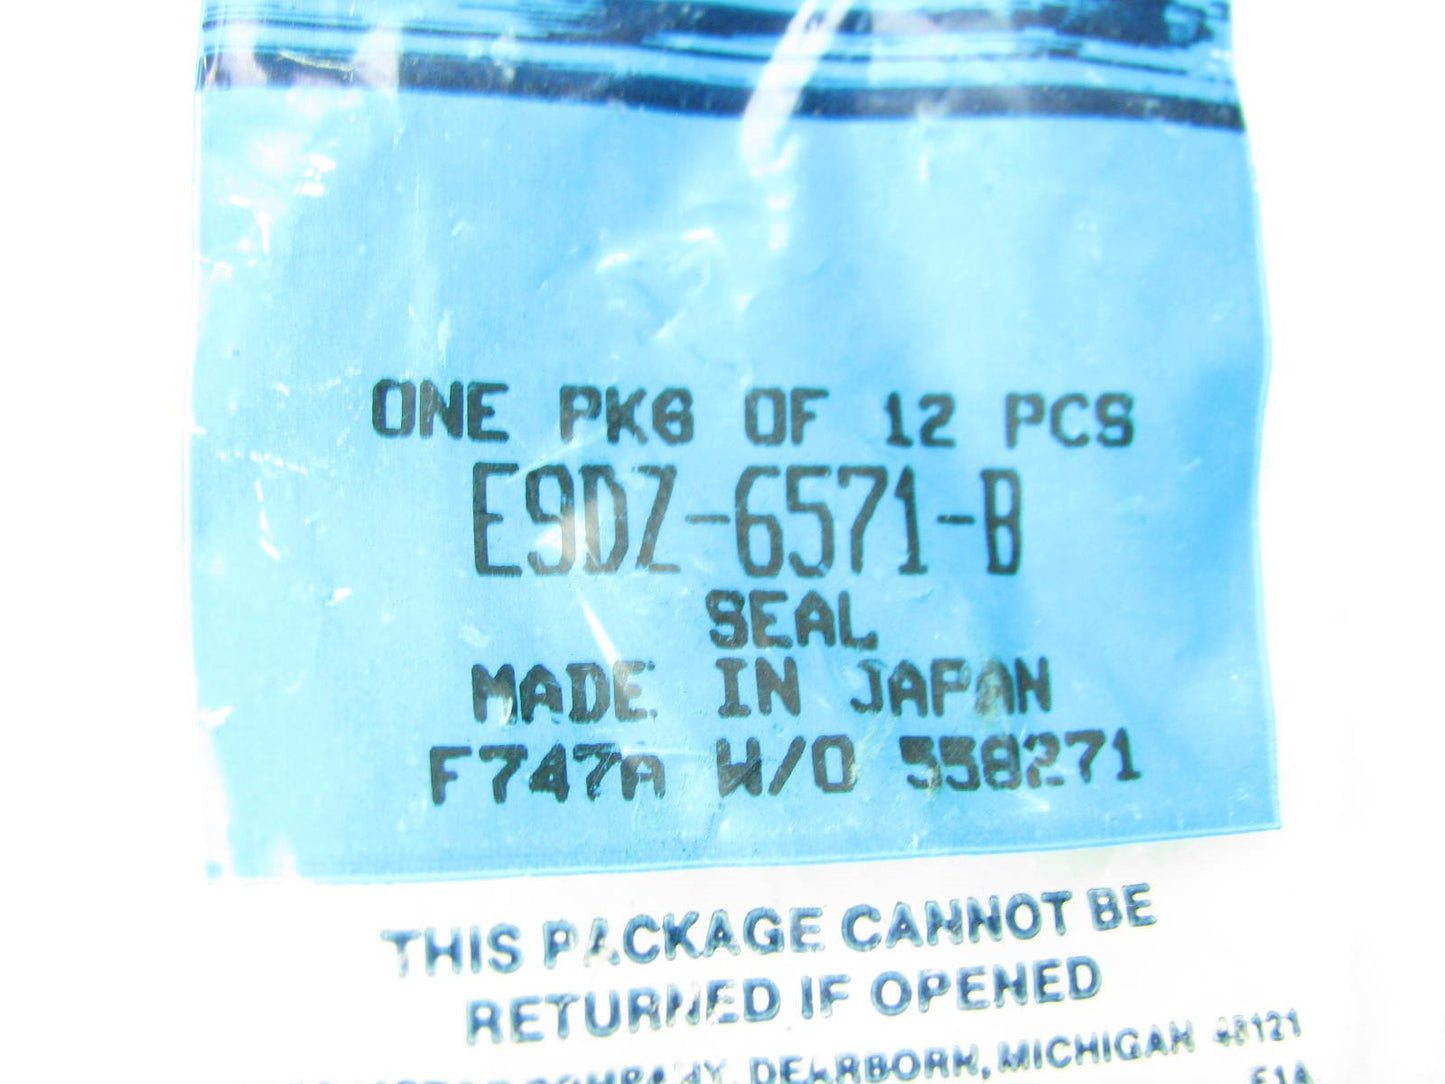 ONE PKG OF 12 PCS
E9DZ-6571-B
SEAL
MADE IN JAPAN
F747A W/O 558271
THIS PACKAGE CANNOT BE
RETURNED IF OPENED
COMPANY, DEARBORN, MICHIGAN 48121